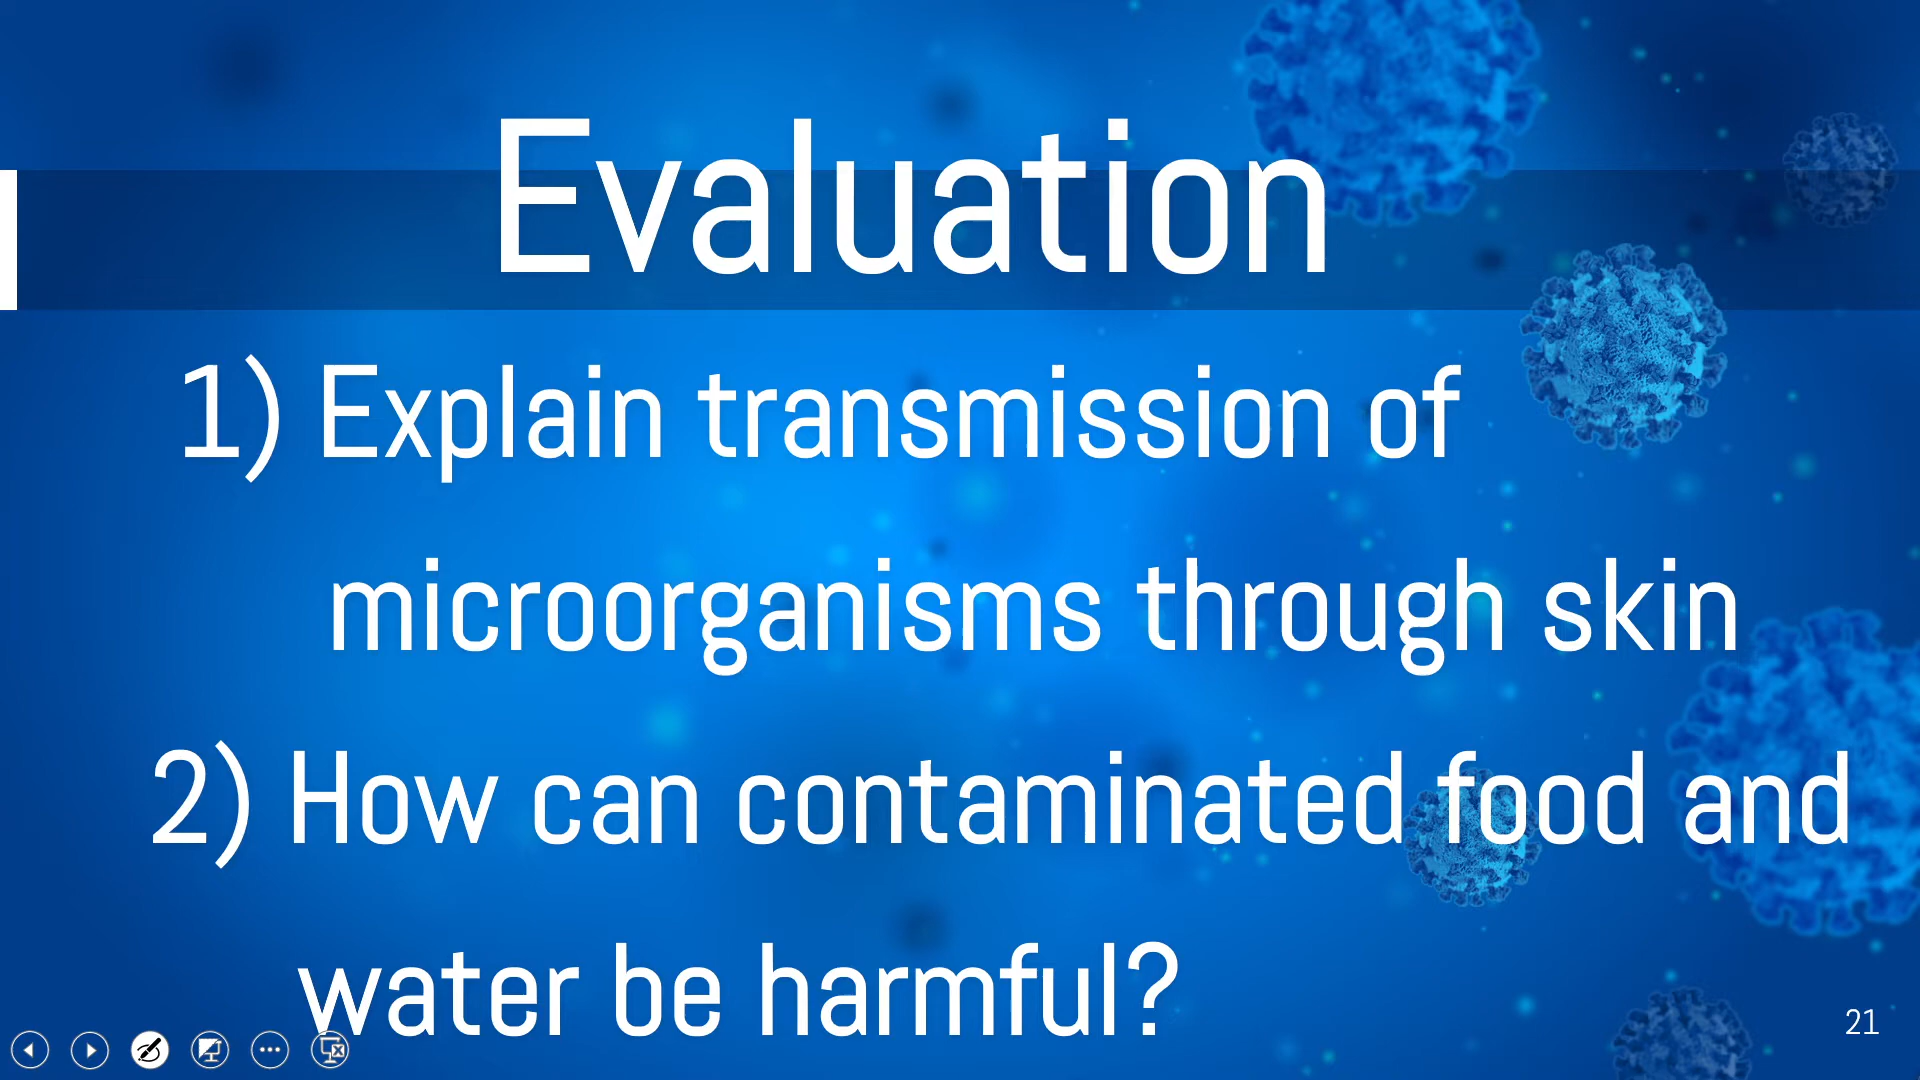 Evaluation
1) Explain transmission of
microorganisms through skin
2) How can contaminated food and
water be harmful?
21